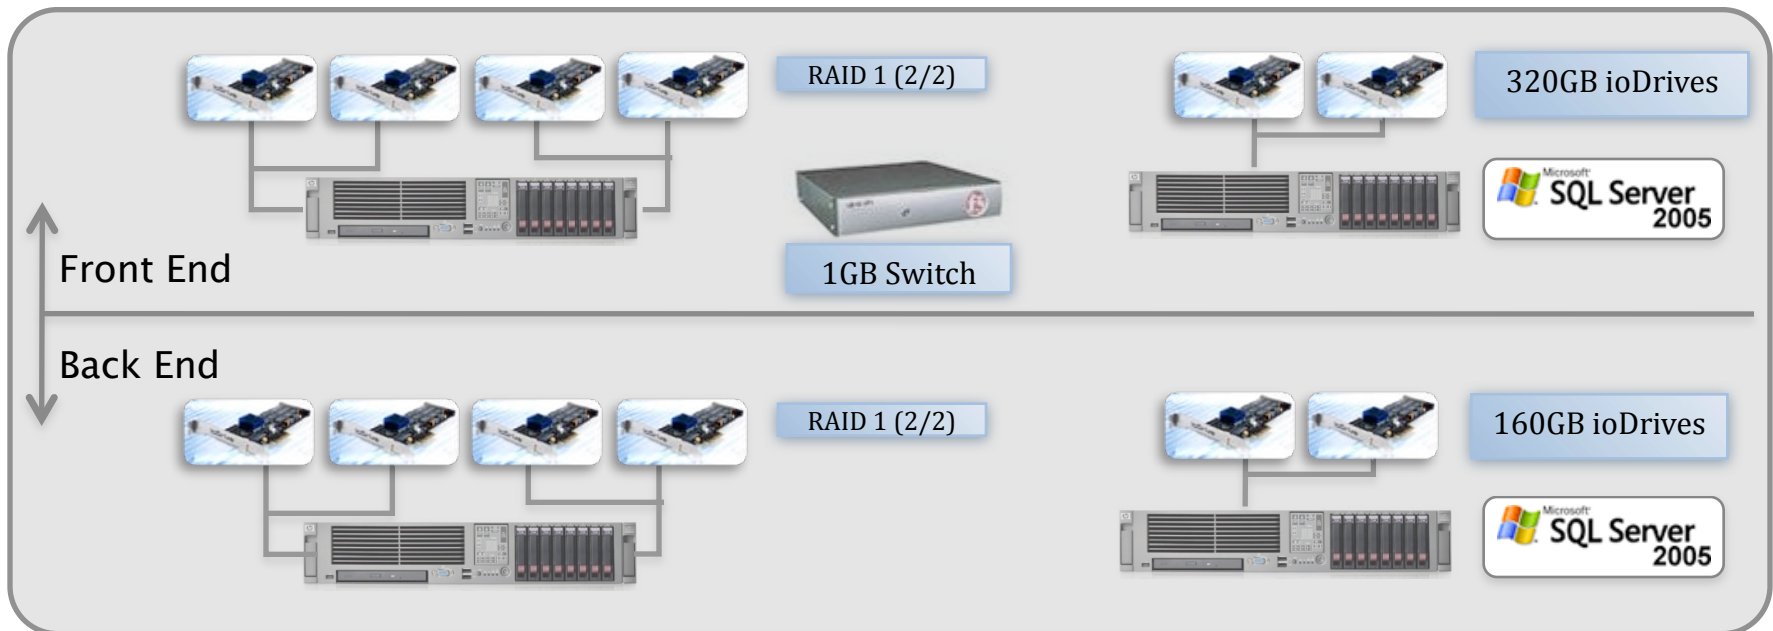 RAID 1 (2/2)
320GB ioDrives
Microsoft
SQL Server
2005
1GB Switch
Front End
Back End
RAID 1 (2/2)
160GB ioDrives
Microsoft
SQL Server
2005